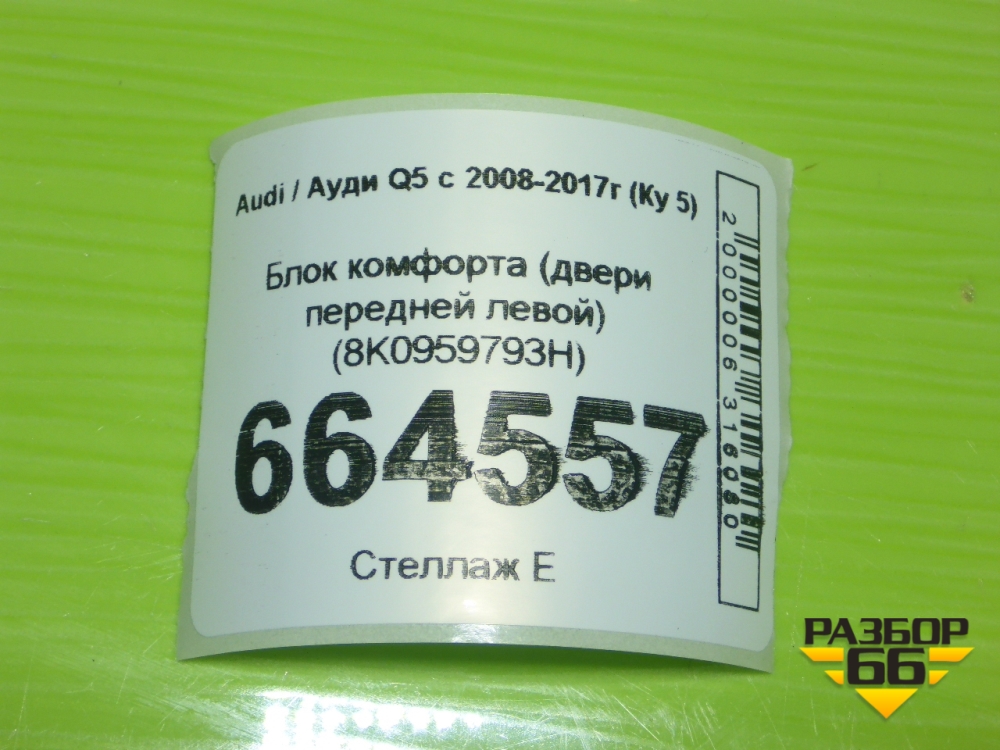 Audi / Ауди Q5 с 2008-2017г (Ку 5)
Блок комфорта (двери
передней левой)
(8K0959793H)
664557
Стеллаж Е
2000006316080
РАЗБОР
66